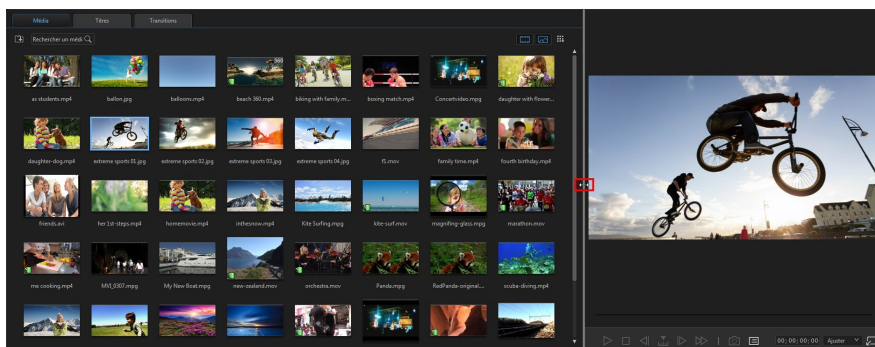 Média Titres Transitions
Rechercher un médi
360
as students.mp4 ballon.jpg balloons.mp4 beach 360.mp4 biking with family.m... boxing match.mp4 Concertvideo.mpg daughter with flower...
daughter-dog.mp4 extreme sports 01.jpg extreme sports 02.jpg extreme sports 03.jpg extreme sports 04.jpg f5.mov family time.mp4 fourth birthday.mp4
friends.avi her 1st-steps.mp4 homemovie.mp4 inthesnow.mp4 Kite Surfing.mpg kite-surf.mov magnifing-glass.mpg marathon.mov
me cooking.mp4 MVI_0307.mpg My New Boat.mpg new-zealand.mov orchestra.mov Panda.mpg RedPanda-original.... scuba-diving.mp4
00; 00; 00; 00 Ajuster